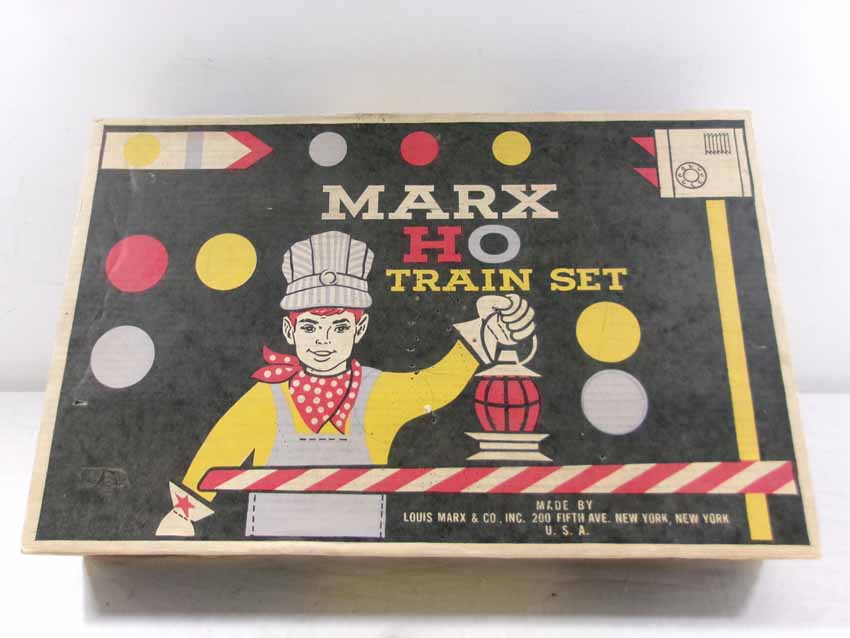 MARX
HO
TRAIN SET
MADE BY
LOUIS MARX & CO., INC. 200 FIFTH AVE. NEW YORK, NEW YORK
U. S. A.